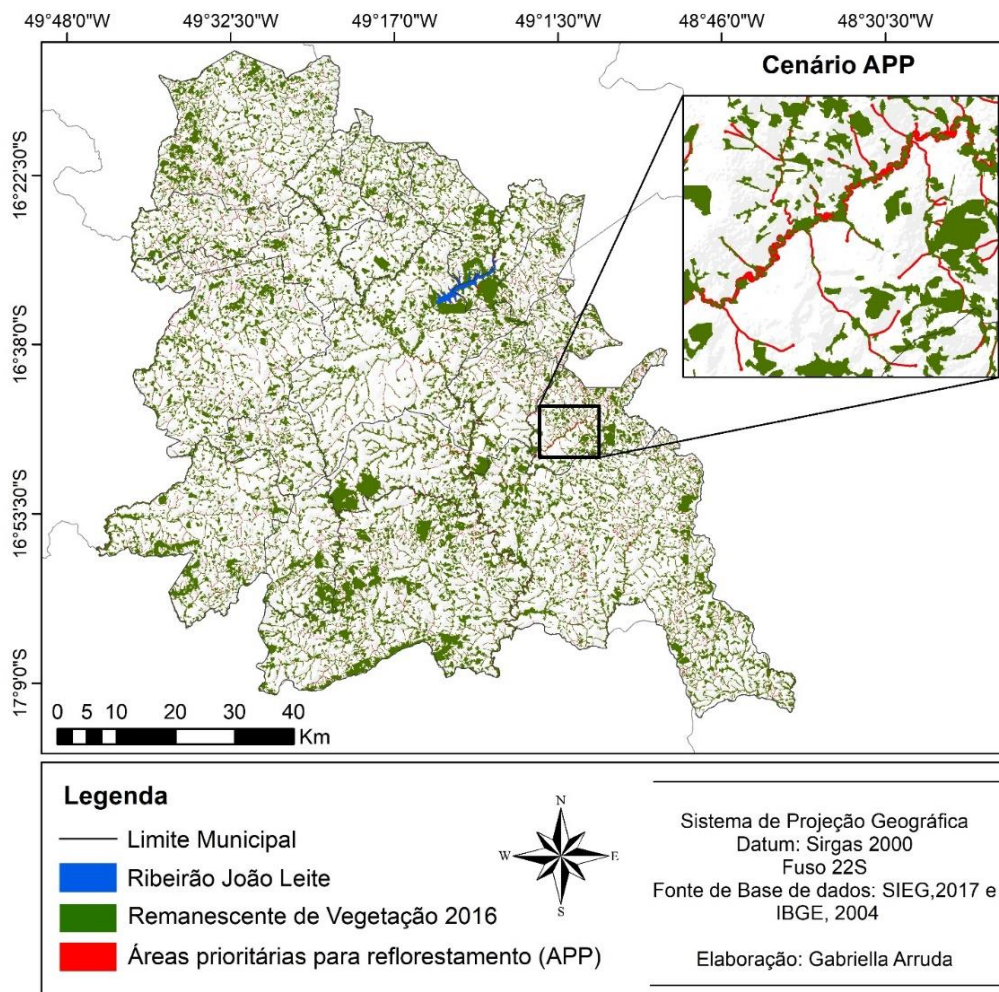 49°48'0"W
49°32'30"W
49°17'0"W
49°1'30"W
48°46'0"W
48°30'30"W
Cenário APP
16°22'30"S
16°38'0"S
16°53'30"S
17°9'0"S
0 5 10 20 30 40
Km
Legenda
Limite Municipal
Ribeirão João Leite
Remanescente de Vegetação 2016
Áreas prioritárias para reflorestamento (APP)
N
W
E
S
Sistema de Projeção Geográfica
Datum: Sirgas 2000
Fuso 22S
Fonte de Base de dados: SIEG,2017 e
IBGE, 2004
Elaboração: Gabriella Arruda